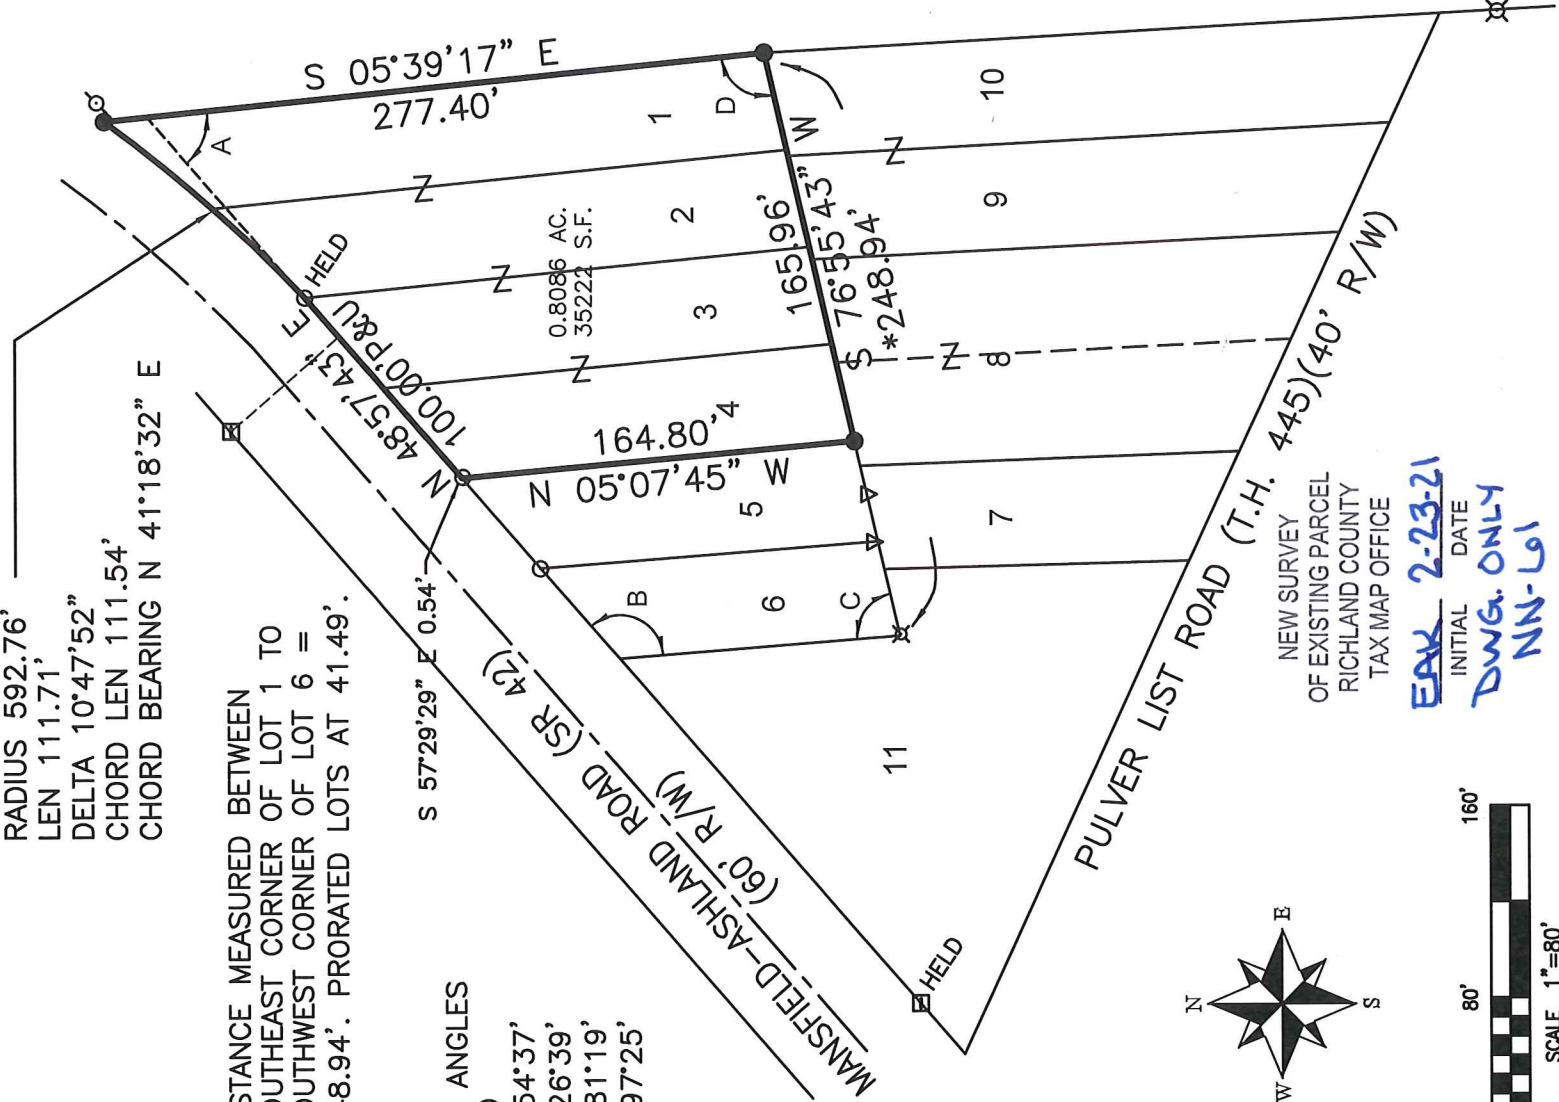 RADIUS 592.76'
LEN 111.71'
DELTA 10°47'52"
CHORD LEN 111.54'
CHORD BEARING N 41°18'32" E
STANCE MEASURED BETWEEN
OUTHEAST CORNER OF LOT 1 TO
OUTHWEST CORNER OF LOT 6 =
8.94'. PRORATED LOTS AT 41.49'.
ANGLES
54°37'
26°39'
31°19'
97°25'
S 05°39'17" E
277.40'
A
1
D
Z
HELD
N 48°57'43" E
100.00'P&U
Z
2
0.8086 AC.
35222 S.F.
3
Z
165.96'
S 76°55'43" W
*248.94'
10
Z
9
Z
8
164.80'
4
N 05°07'45" W
S 57°29'29" E 0.54'
5
B
6
C
7
11
MANSFIELD-ASHLAND ROAD (SR 42)
(60' R/W)
HELD
PULVER LIST ROAD (T.H. 445)(40' R/W)
NEW SURVEY
OF EXISTING PARCEL
RICHLAND COUNTY
TAX MAP OFFICE
EAK 2-23-21
INITIAL DATE
DWG. ONLY
NN-61
N
E
S
W
80'
160'
SCALE 1"=80'